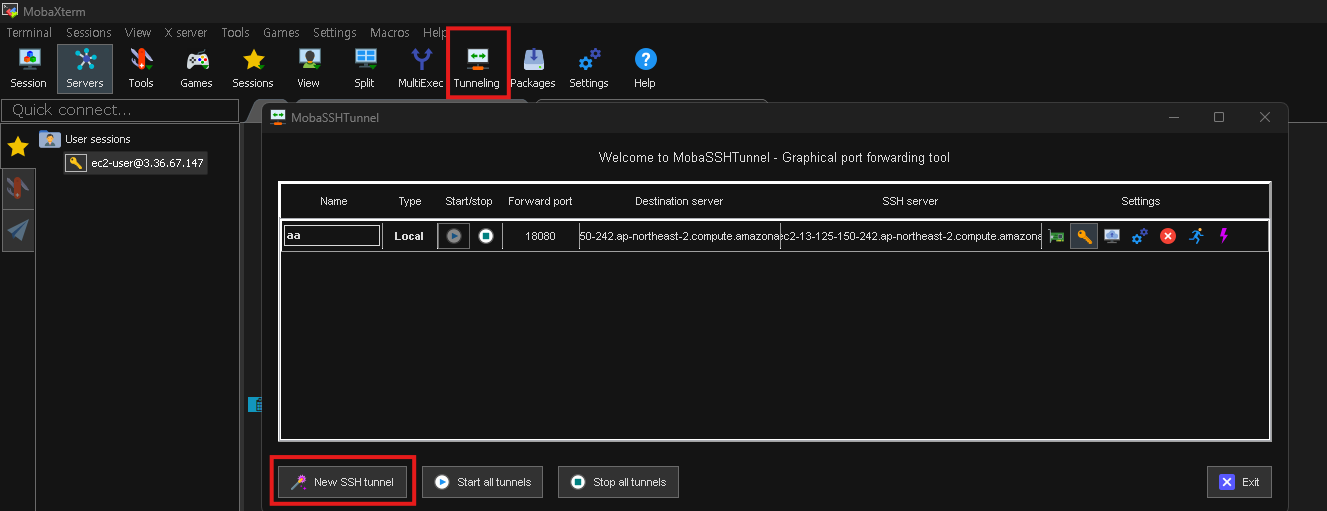 MobaXterm
Terminal Sessions View X server Tools Games Settings Macros Help
Session Servers Tools Games Sessions View Split MultiExec Tunneling Packages Settings Help
Quick connect...
MobaSSHTunnel
User sessions
ec2-user@3.36.67.147
Welcome to MobaSSHTunnel - Graphical port forwarding tool
Name Type Start/stop Forward port Destination server SSH server Settings
aa Local 18080 50-242.ap-northeast-2.compute.amazona ec2-13-125-150-242.ap-northeast-2.compute.amazona
New SSH tunnel Start all tunnels Stop all tunnels Exit